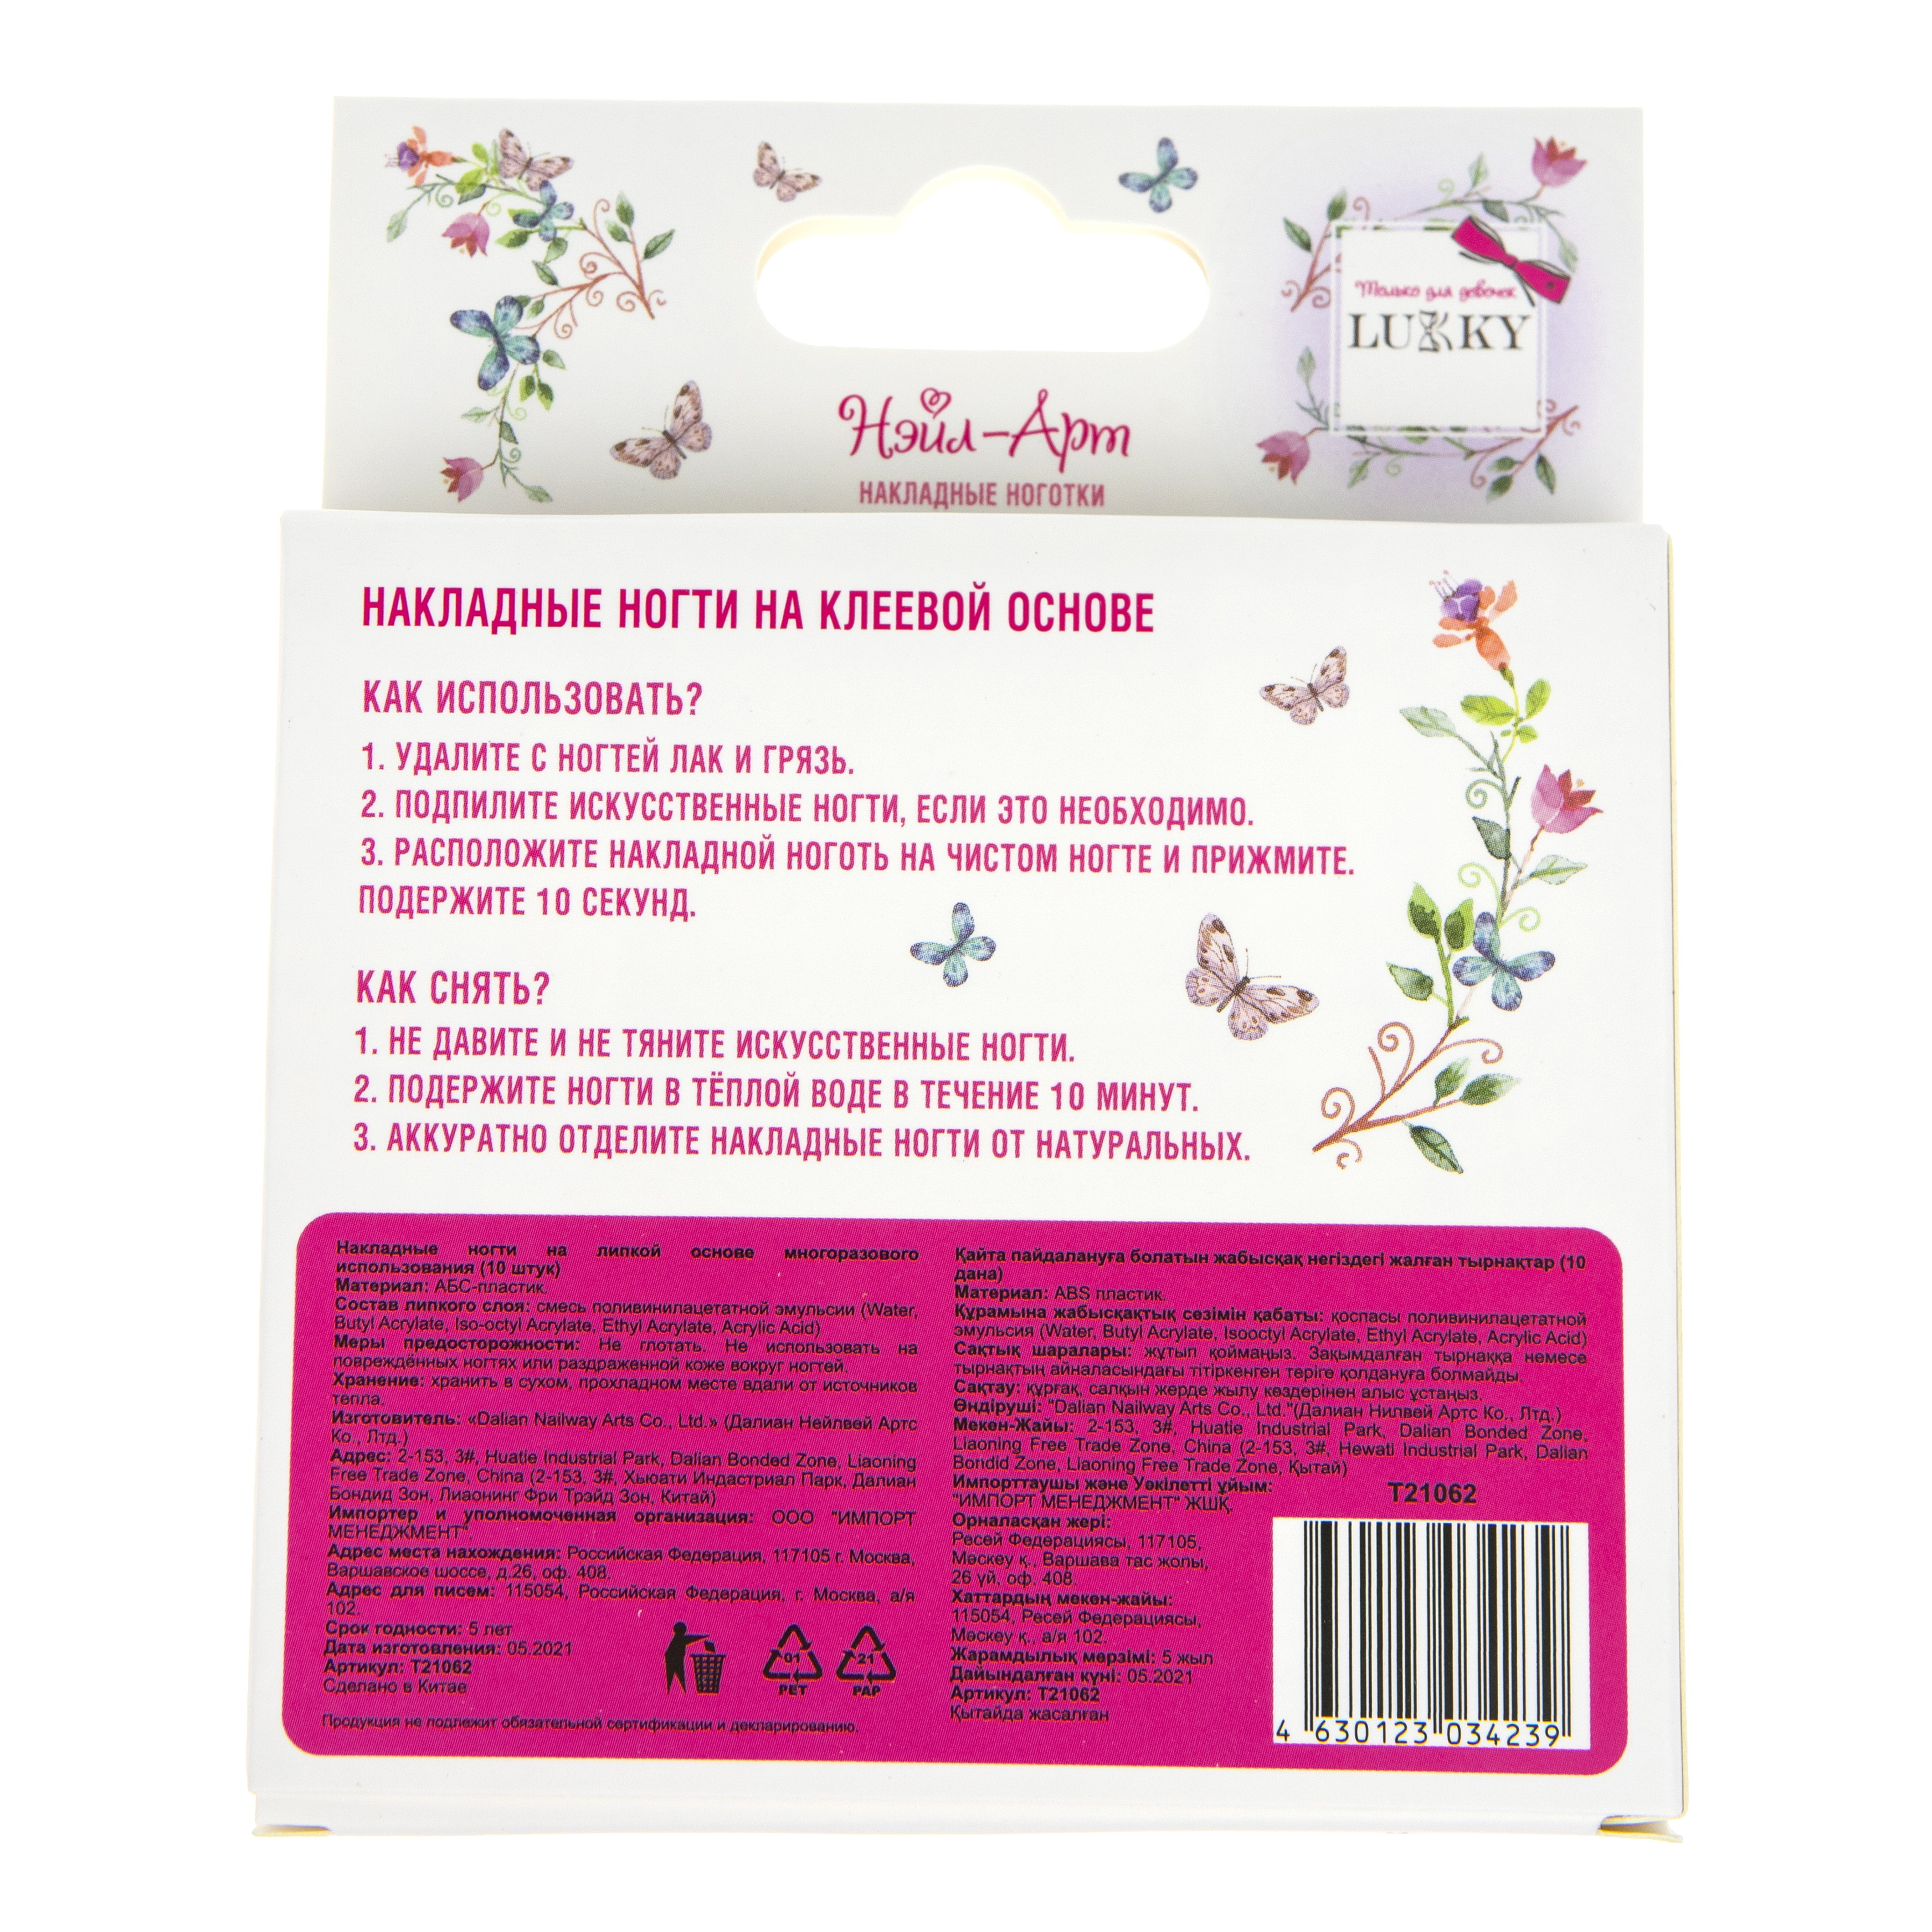 Только для девочек
LUKKY
Нэйл-Арт
НАКЛАДНЫЕ НОГОТКИ
НАКЛАДНЫЕ НОГТИ НА КЛЕЕВОЙ ОСНОВЕ
КАК ИСПОЛЬЗОВАТЬ?
1. УДАЛИТЕ С НОГТЕЙ ЛАК И ГРЯЗЬ.
2. ПОДПИЛИТЕ ИСКУССТВЕННЫЕ НОГТИ, ЕСЛИ ЭТО НЕОБХОДИМО.
3. РАСПОЛОЖИТЕ НАКЛАДНОЙ НОГОТЬ НА ЧИСТОМ НОГТЕ И ПРИЖМИТЕ.
ПОДЕРЖИТЕ 10 СЕКУНД.
КАК СНЯТЬ?
1. НЕ ДАВИТЕ И НЕ ТЯНИТЕ ИСКУССТВЕННЫЕ НОГТИ.
2. ПОДЕРЖИТЕ НОГТИ В ТЁПЛОЙ ВОДЕ В ТЕЧЕНИЕ 10 МИНУТ.
3. АККУРАТНО ОТДЕЛИТЕ НАКЛАДНЫЕ НОГТИ ОТ НАТУРАЛЬНЫХ.
Накладные ногти на липкой основе многоразового
использования (10 штук)
Материал: АБС-пластик.
Состав липкого слоя: смесь поливинилацетатной эмульсии (Water,
Butyl Acrylate, Iso-octyl Acrylate, Ethyl Acrylate, Acrylic Acid)
Меры предосторожности: Не глотать. Не использовать на
повреждённых ногтях или раздраженной коже вокруг ногтей.
Хранение: хранить в сухом, прохладном месте вдали от источников
тепла.
Изготовитель: «Dalian Nailway Arts Co., Ltd.» (Далиан Нейлвей Артс
Ко., Лтд.)
Адрес: 2-153, 3#, Huatie Industrial Park, Dalian Bonded Zone, Liaoning
Free Trade Zone, China (2-153, 3#, Хьюати Индастриал Парк, Далиан
Бондид Зон, Лиаонинг Фри Трэйд Зон, Китай)
Импортер и уполномоченная организация: ООО "ИМПОРТ
МЕНЕДЖМЕНТ".
Адрес места нахождения: Российская Федерация, 117105 г. Москва,
Варшавское шоссе, д.26, оф. 408.
Адрес для писем: 115054, Российская Федерация, г. Москва, а/я
102.
Срок годности: 5 лет
Дата изготовления: 05.2021
Артикул: Т21062
Сделано в Китае
01
PET
21
PAP
Продукция не подлежит обязательной сертификации и декларированию.
Қайта пайдалануға болатын жабысқақ негіздегі жалған тырнақтар (10
дана)
Материал: ABS пластик.
Құрамына жабысқақтық сезімін қабаты: қоспасы поливинилацетатной
эмульсия (Water, Butyl Acrylate, Isooctyl Acrylate, Ethyl Acrylate, Acrylic Acid)
Сақтық шаралары: жұтып қоймаңыз. Зақымдалған тырнаққа немесе
тырнақтың айналасындағы тітіркенген теріге қолдануға болмайды.
Сақтау: құрғақ, салқын жерде жылу көздерінен алыс ұстаңыз.
Өндіруші: "Dalian Nailway Arts Co., Ltd."(Далиан Нилвей Артс Ко., Лтд.)
Мекен-Жайы: 2-153, 3#, Huatie Industrial Park, Dalian Bonded Zone,
Liaoning Free Trade Zone, China (2-153, 3#, Hewati Industrial Park, Dalian
Bondid Zone, Liaoning Free Trade Zone, Қытай)
Импорттаушы және Уәкілетті ұйым:
"ИМПОРТ МЕНЕДЖМЕНТ" ЖШҚ.
Орналасқан жері:
Ресей Федерациясы, 117105,
Мәскеу қ., Варшава тас жолы,
26 үй, оф. 408.
Хаттардың мекен-жайы:
115054, Ресей Федерациясы,
Мәскеу қ., а/я 102.
Жарамдылық мерзімі: 5 жыл
Дайындалған күні: 05.2021
Артикул: Т21062
Қытайда жасалған
Т21062
4 630123 034239